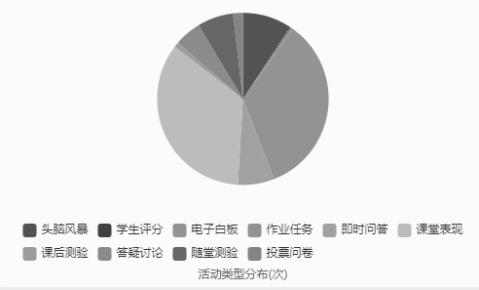 头脑风暴 学生评分 电子白板 作业任务 即时问答 课堂表现
课后测验 答疑讨论 随堂测验 投票问卷
活动类型分布(次)